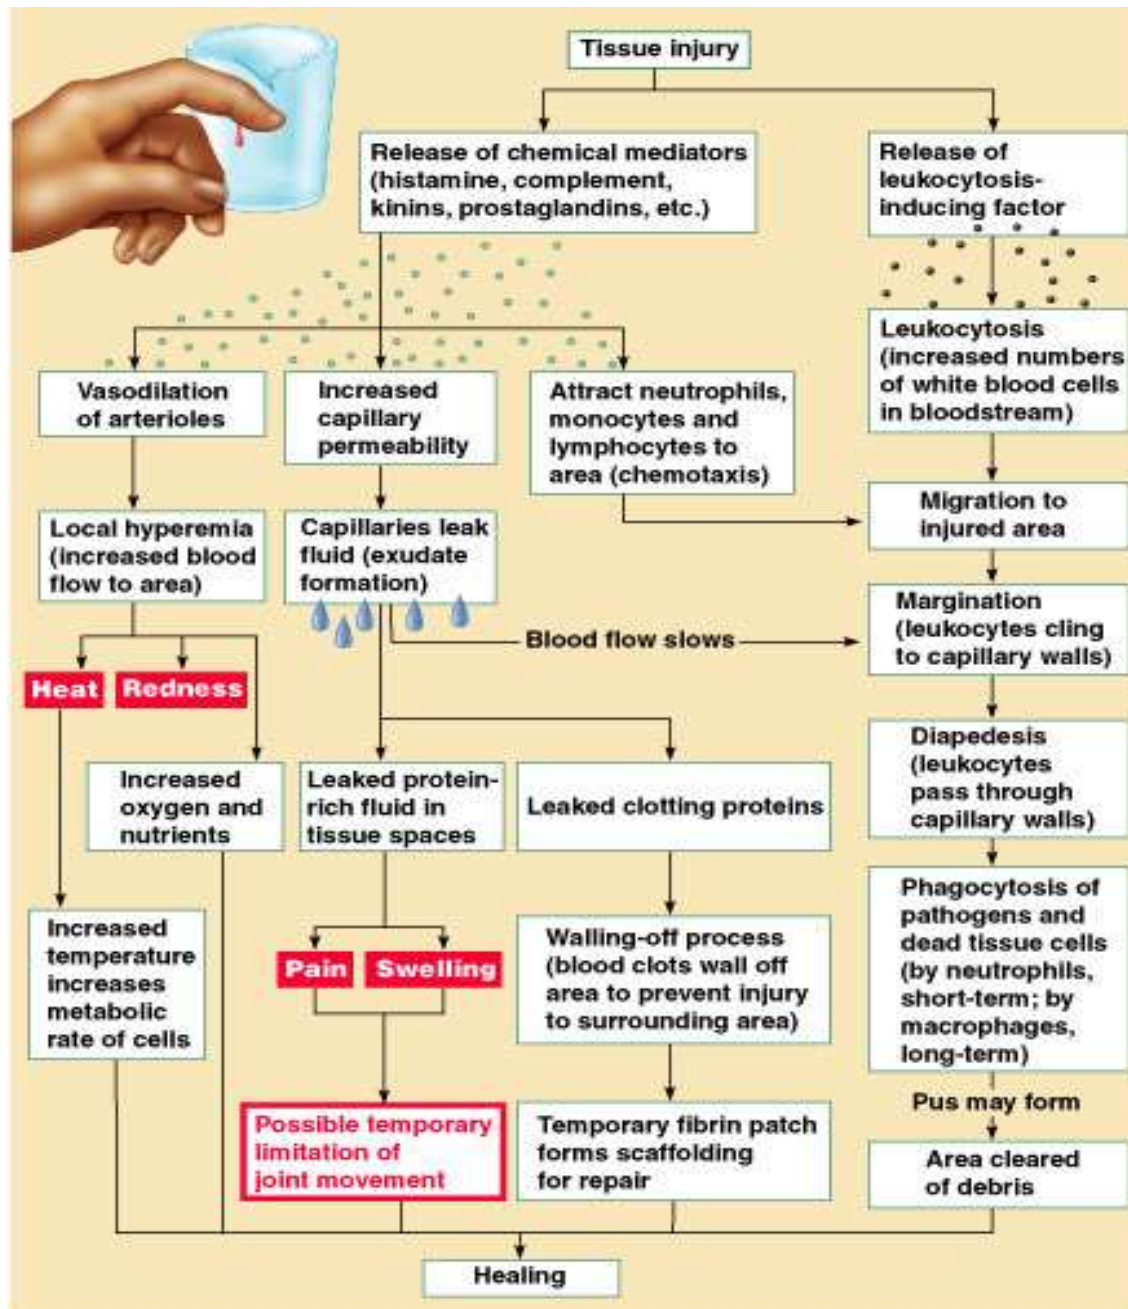 Tissue injury
Release of chemical mediators
(histamine, complement,
kinins, prostaglandins, etc.)
Release of
leukocytosis-
inducing factor
Vasodilation
of arterioles
Increased
capillary
permeability
Attract neutrophils,
monocytes and
lymphocytes to
area (chemotaxis)
Leukocytosis
(increased numbers
of white blood cells
in bloodstream)
Local hyperemia
(increased blood
flow to area)
Capillaries leak
fluid (exudate
formation)
Migration to
injured area
Blood flow slows
Margination
(leukocytes cling
to capillary walls)
Heat
Redness
Increased
oxygen and
nutrients
Leaked protein-
rich fluid in
tissue spaces
Leaked clotting proteins
Diapedesis
(leukocytes
pass through
capillary walls)
Increased
temperature
increases
metabolic
rate of cells
Pain
Swelling
Walling-off process
(blood clots wall off
area to prevent injury
to surrounding area)
Phagocytosis of
pathogens and
dead tissue cells
(by neutrophils,
short-term; by
macrophages,
long-term)
Pus may form
Possible temporary
limitation of
joint movement
Temporary fibrin patch
forms scaffolding
for repair
Area cleared
of debris
Healing